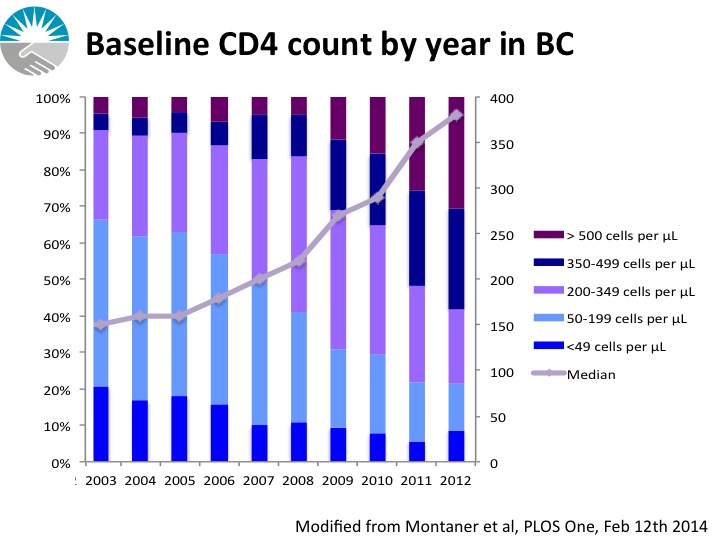 Baseline CD4 count by year in BC
100%
90%
80%
70%
60%
50%
40%
30%
20%
10%
0%
400
350
300
250
200
150
100
50
0
2003 2004 2005 2006 2007 2008 2009 2010 2011 2012
> 500 cells per µL
350-499 cells per µL
200-349 cells per µL
50-199 cells per µL
<49 cells per µL
Median
Modified from Montaner et al, PLOS One, Feb 12th 2014